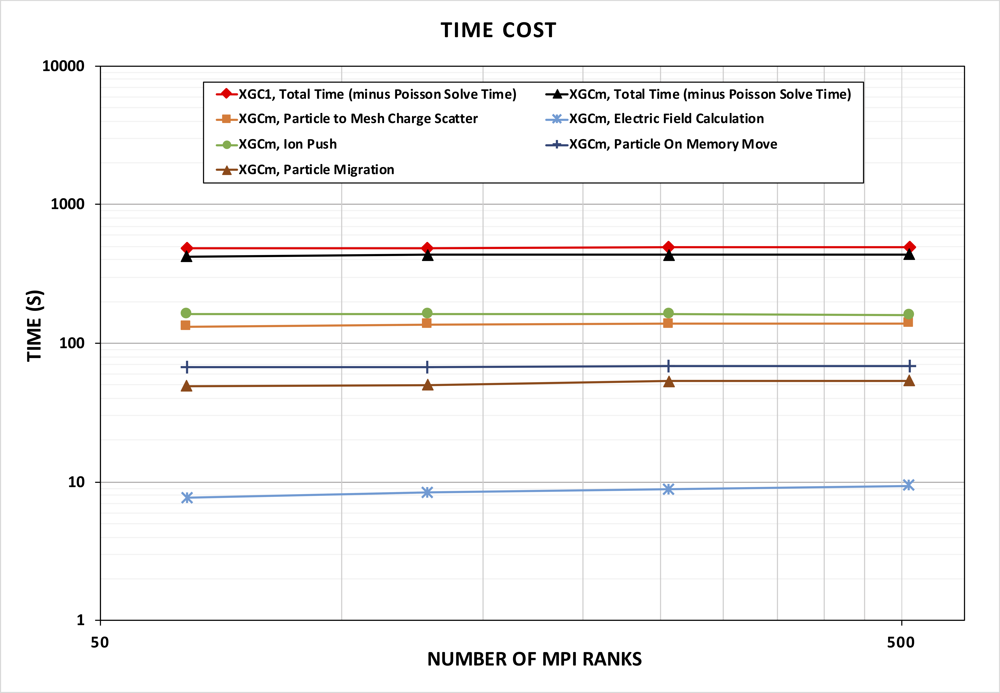 TIME COST
10000
XGC1, Total Time (minus Poisson Solve Time) XGCm, Total Time (minus Poisson Solve Time)
XGCm, Particle to Mesh Charge Scatter XGCm, Electric Field Calculation
XGCm, Ion Push XGCm, Particle On Memory Move
XGCm, Particle Migration
1000
TIME (S)
100
10
1
50 500
NUMBER OF MPI RANKS